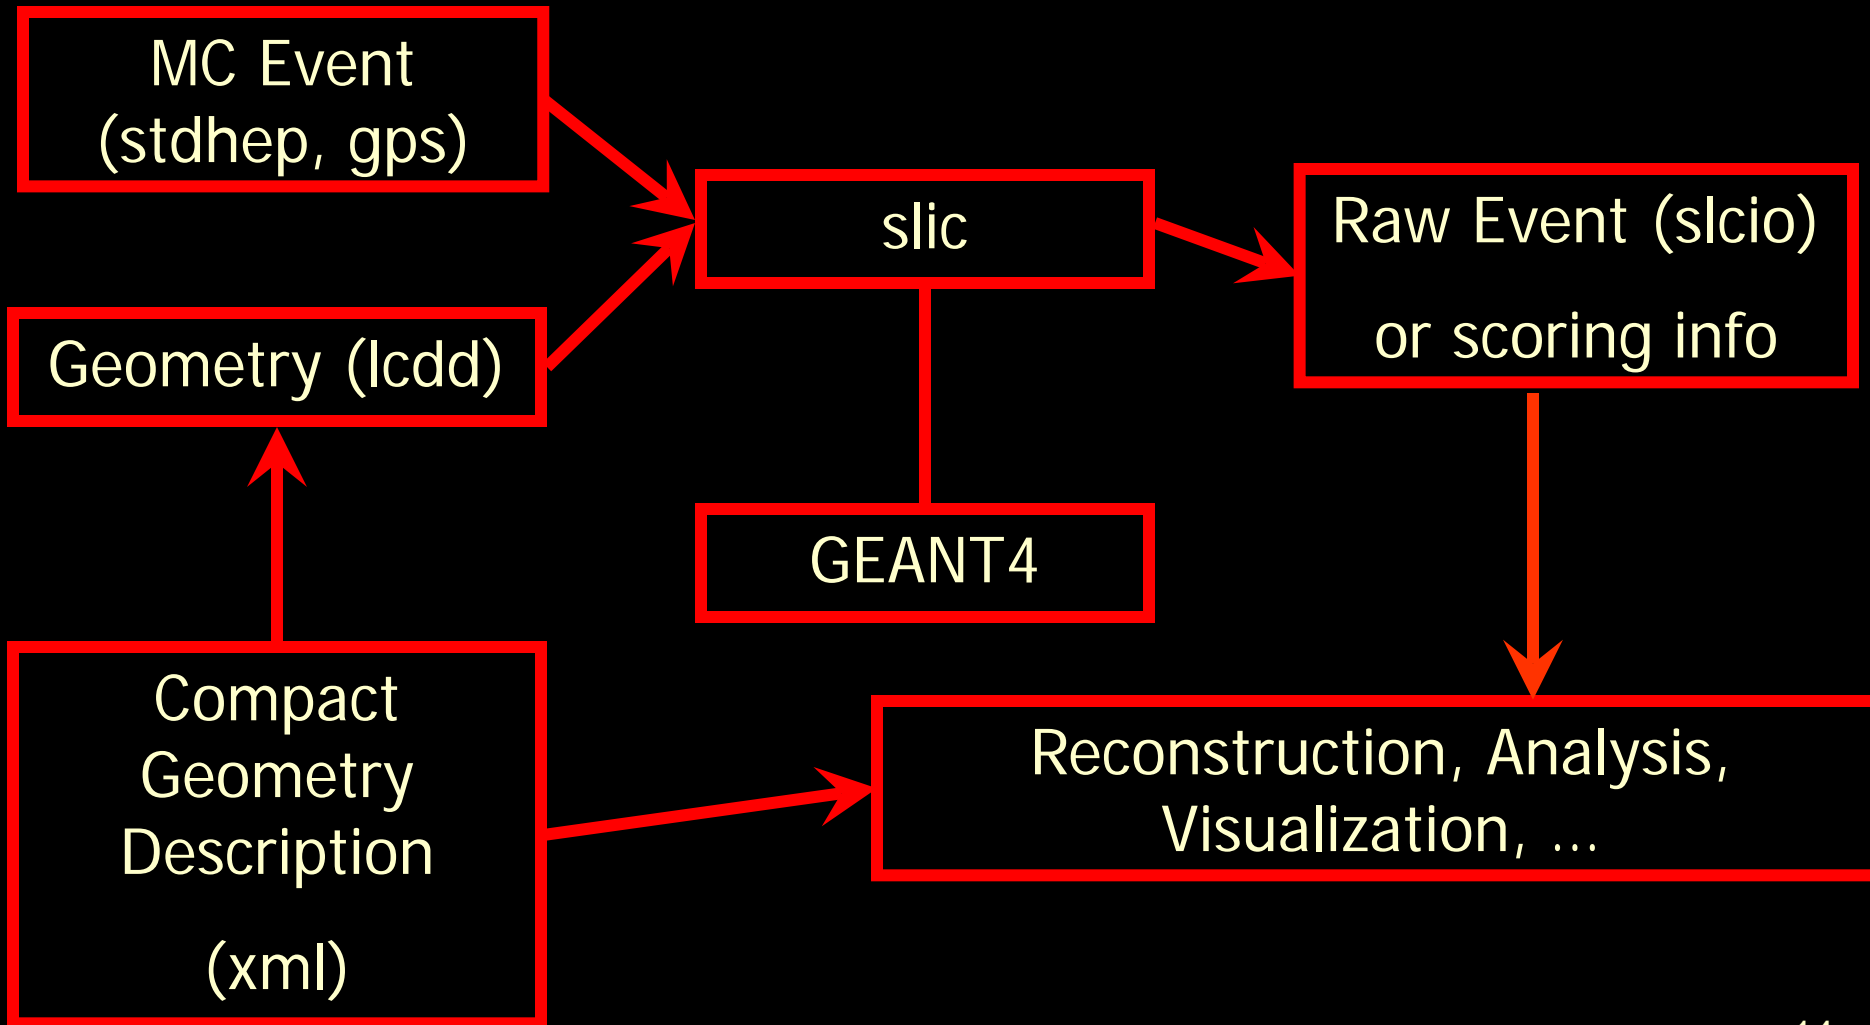 MC Event
(stdhep, gps)
slic
Raw Event (slcio)
or scoring info
Geometry (lcdd)
GEANT4
Compact
Geometry
Description
(xml)
Reconstruction, Analysis,
Visualization, ...